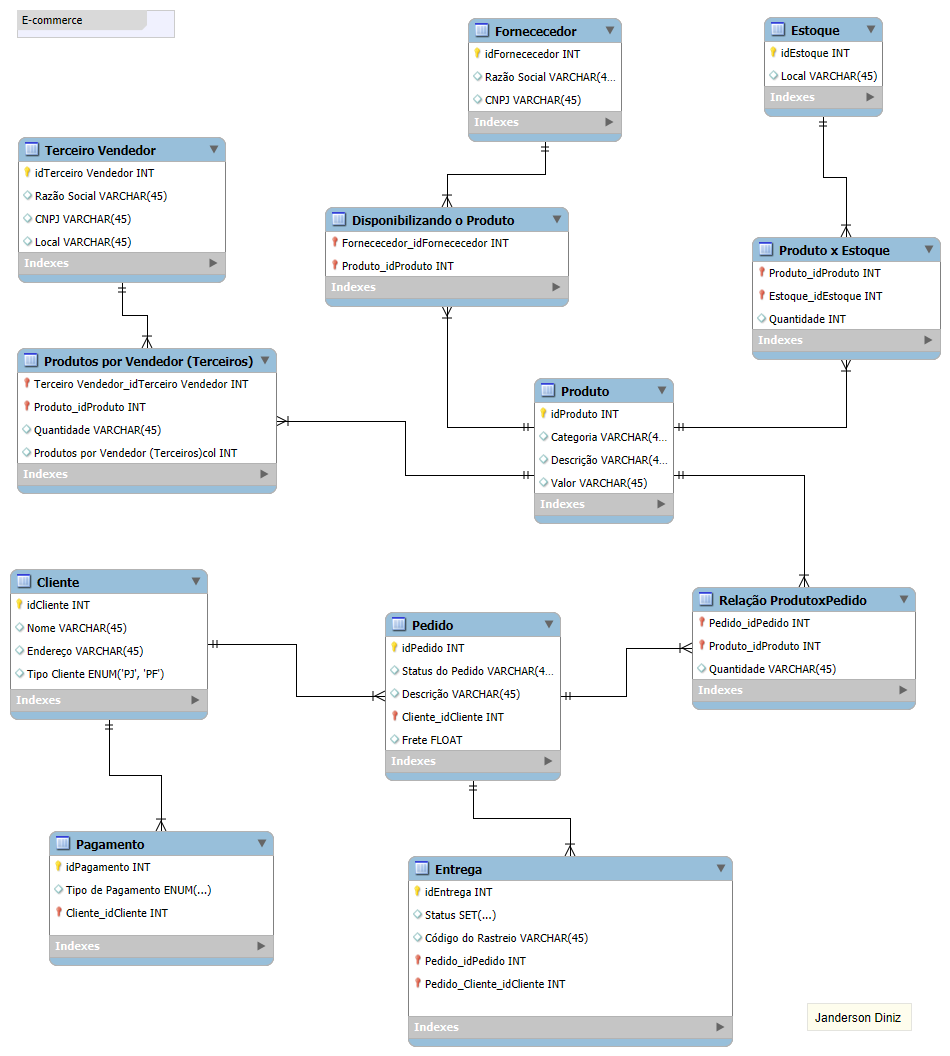 E-commerce
Fornececedor
idFornececedor INT
Razão Social VARCHAR(4...
CNPJ VARCHAR(45)
Indexes
Estoque
idEstoque INT
Local VARCHAR(45)
Indexes
Terceiro Vendedor
idTerceiro Vendedor INT
Razão Social VARCHAR(45)
CNPJ VARCHAR(45)
Local VARCHAR(45)
Indexes
Disponibilizando o Produto
Fornececedor_idFornececedor INT
Produto_idProduto INT
Indexes
Produto x Estoque
Produto_idProduto INT
Estoque_idEstoque INT
Quantidade INT
Indexes
Produtos por Vendedor (Terceiros)
Terceiro Vendedor_idTerceiro Vendedor INT
Produto_idProduto INT
Quantidade VARCHAR(45)
Produtos por Vendedor (Terceiros)col INT
Indexes
Produto
idProduto INT
Categoria VARCHAR(4...
Descrição VARCHAR(4...
Valor VARCHAR(45)
Indexes
Cliente
idCliente INT
Nome VARCHAR(45)
Endereço VARCHAR(45)
Tipo Cliente ENUM('PJ', 'PF')
Indexes
Pedido
idPedido INT
Status do Pedido VARCHAR(4...
Descrição VARCHAR(45)
Cliente_idCliente INT
Frete FLOAT
Indexes
Relação ProdutoxPedido
Pedido_idPedido INT
Produto_idProduto INT
Quantidade VARCHAR(45)
Indexes
Pagamento
idPagamento INT
Tipo de Pagamento ENUM(...)
Cliente_idCliente INT
Indexes
Entrega
idEntrega INT
Status SET(...)
Código do Rastreio VARCHAR(45)
Pedido_idPedido INT
Pedido_Cliente_idCliente INT
Indexes
Janderson Diniz